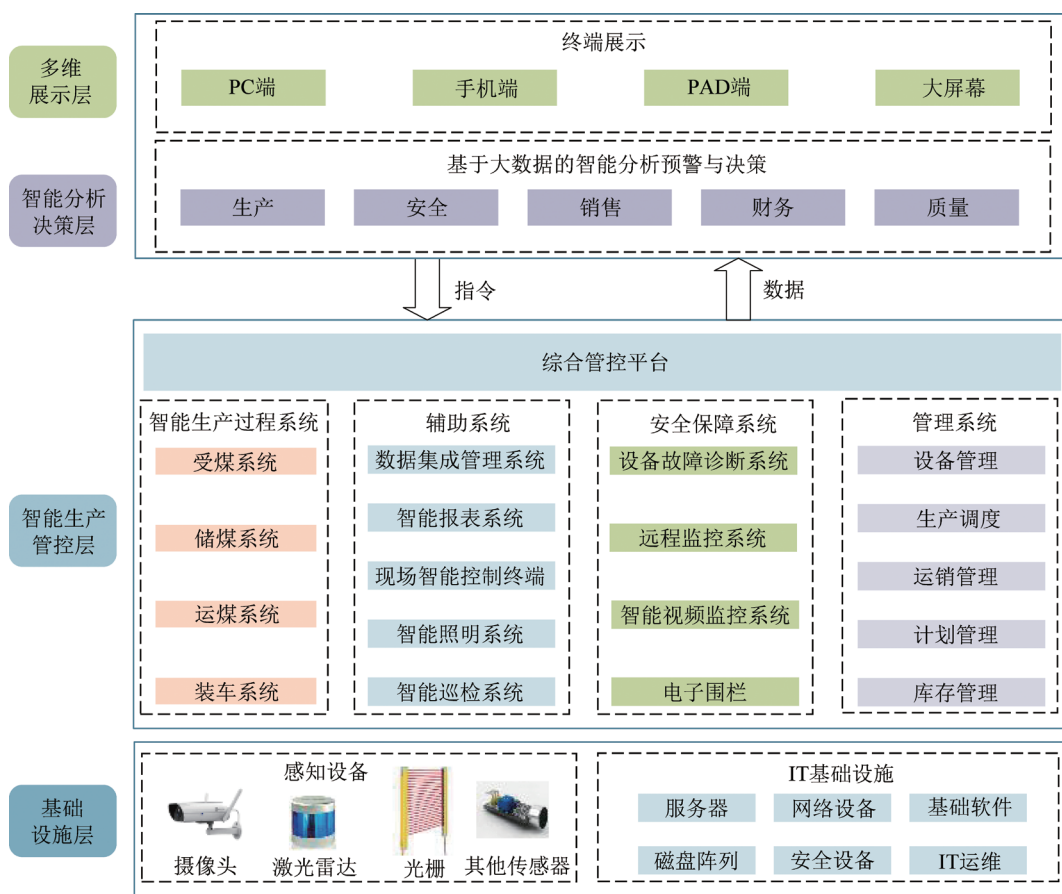 多维
展示层
终端展示
PC端
手机端
PAD端
大屏幕
智能分析
决策层
基于大数据的智能分析预警与决策
生产
安全
销售
财务
质量
指令
数据
智能生产
管控层
综合管控平台
智能生产过程系统
受煤系统
储煤系统
运煤系统
装车系统
辅助系统
数据集成管理系统
智能报表系统
现场智能控制终端
智能照明系统
智能巡检系统
安全保障系统
设备故障诊断系统
远程监控系统
智能视频监控系统
电子围栏
管理系统
设备管理
生产调度
运销管理
计划管理
库存管理
基础
设施层
感知设备
摄像头
激光雷达
光栅
其他传感器
IT基础设施
服务器
网络设备
基础软件
磁盘阵列
安全设备
IT运维